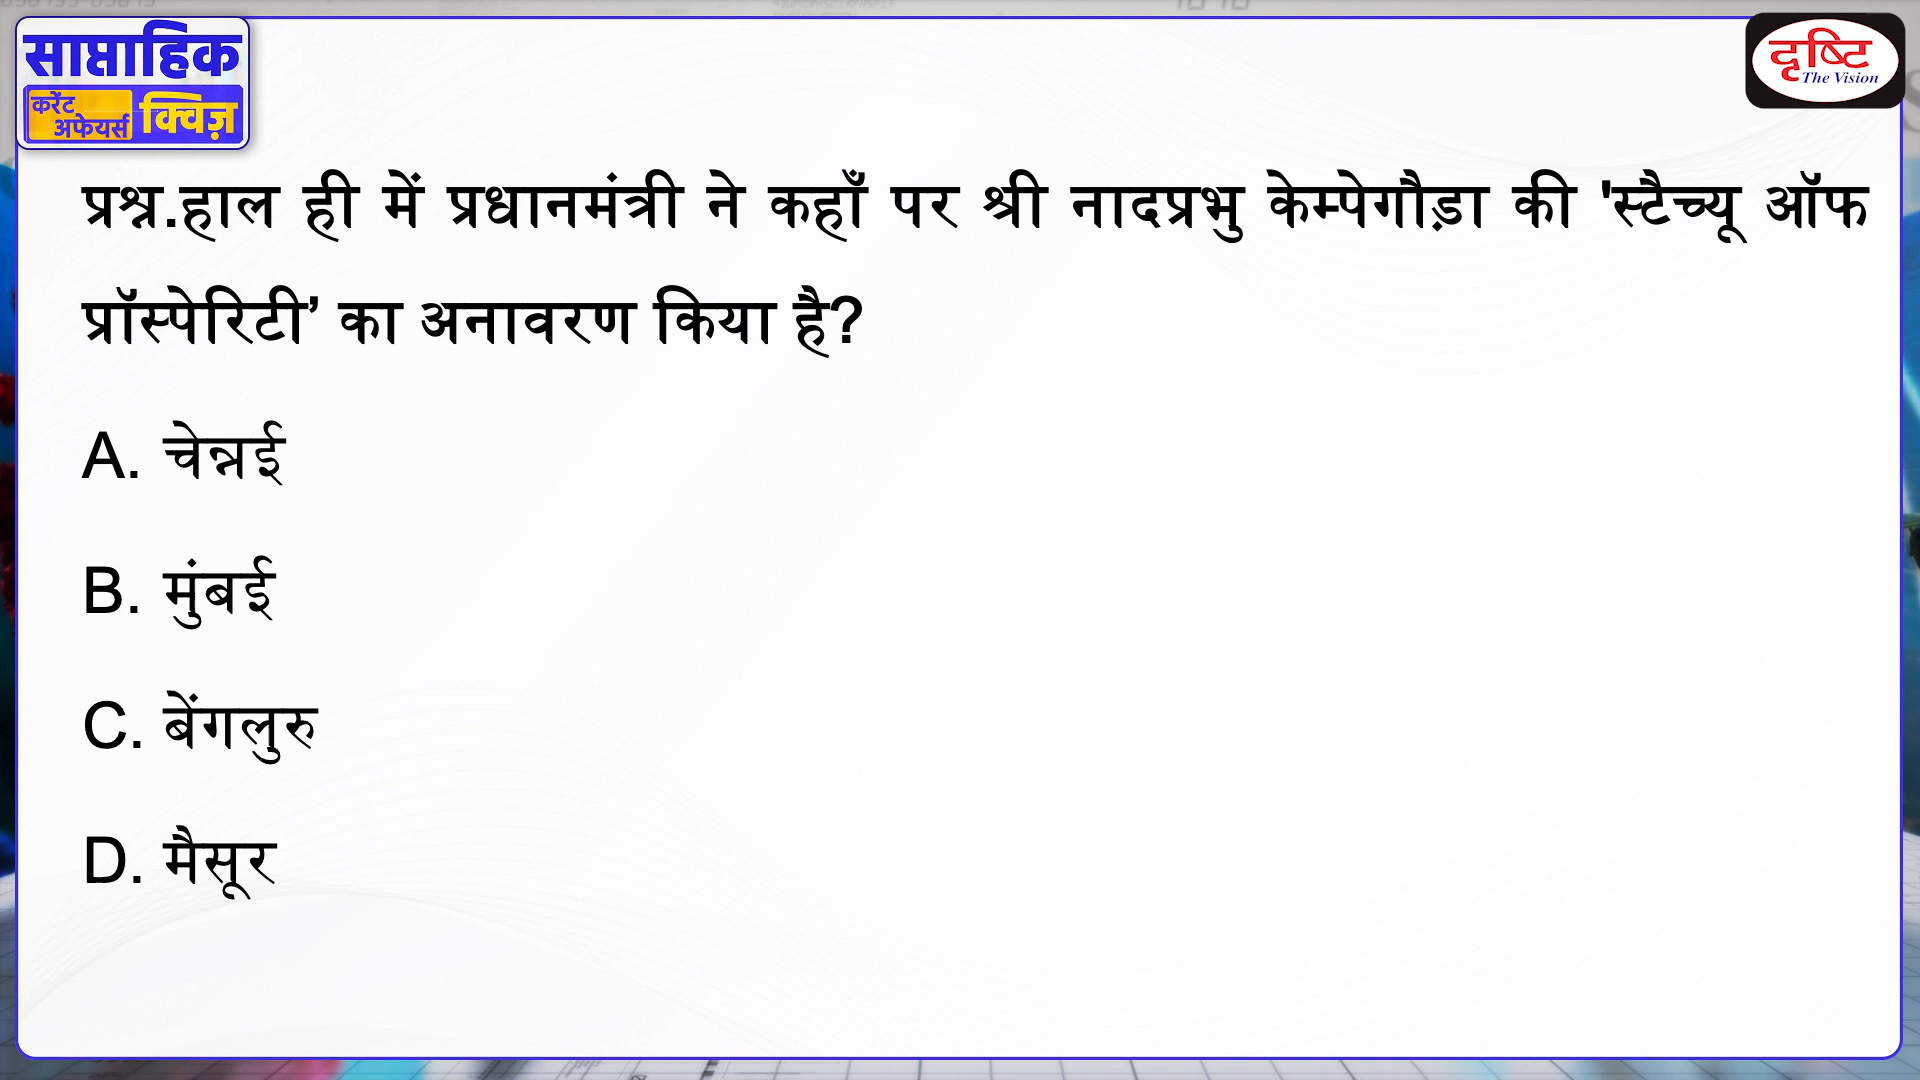 साप्ताहिक
करेंट
अफेयर्स
क्विज़
दृष्टि
The Vision
प्रश्न.हाल ही में प्रधानमंत्री ने कहाँ पर श्री नादप्रभु केम्पेगौड़ा की 'स्टैच्यू ऑफ
प्रॉस्पेरिटी’ का अनावरण किया है?
A. चेन्नई
B. मुंबई
C. बेंगलुरु
D. मैसूर